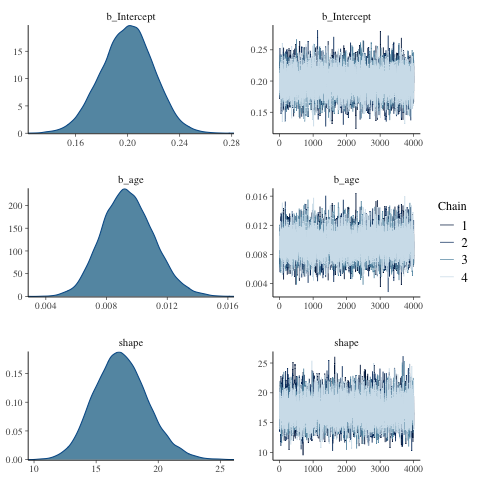 b_Intercept
15
10
5
0
0.16 0.20 0.24 0.28
b_Intercept
0.25
0.20
0.15
0 1000 2000 3000 4000
b_age
200
150
100
50
0
0.004 0.008 0.012 0.016
b_age
0.016
0.012
0.008
0.004
0 1000 2000 3000 4000
shape
0.15
0.10
0.05
0.00
10 15 20 25
shape
25
20
15
10
0 1000 2000 3000 4000
Chain
1
2
3
4